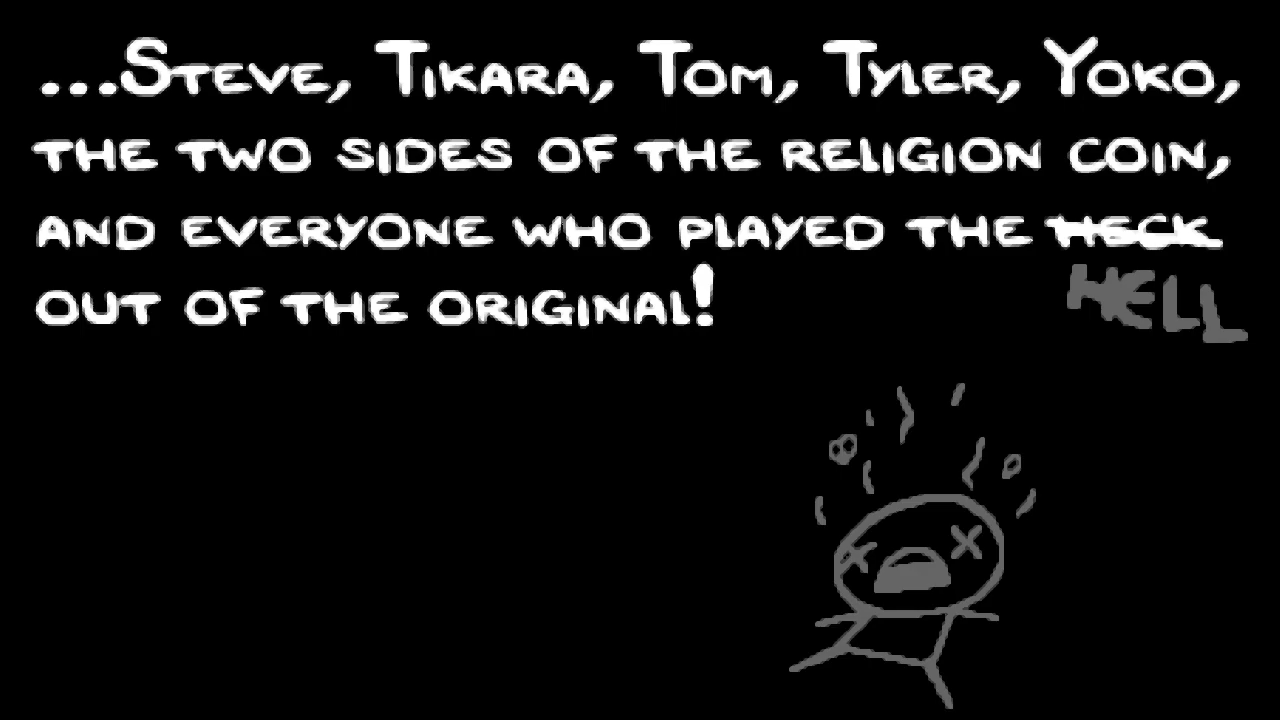 ...Steve, Tikara, Tom, Tyler, Yoko,
the two sides of the religion coin,
and everyone who played the heck
out of the original!
HELL